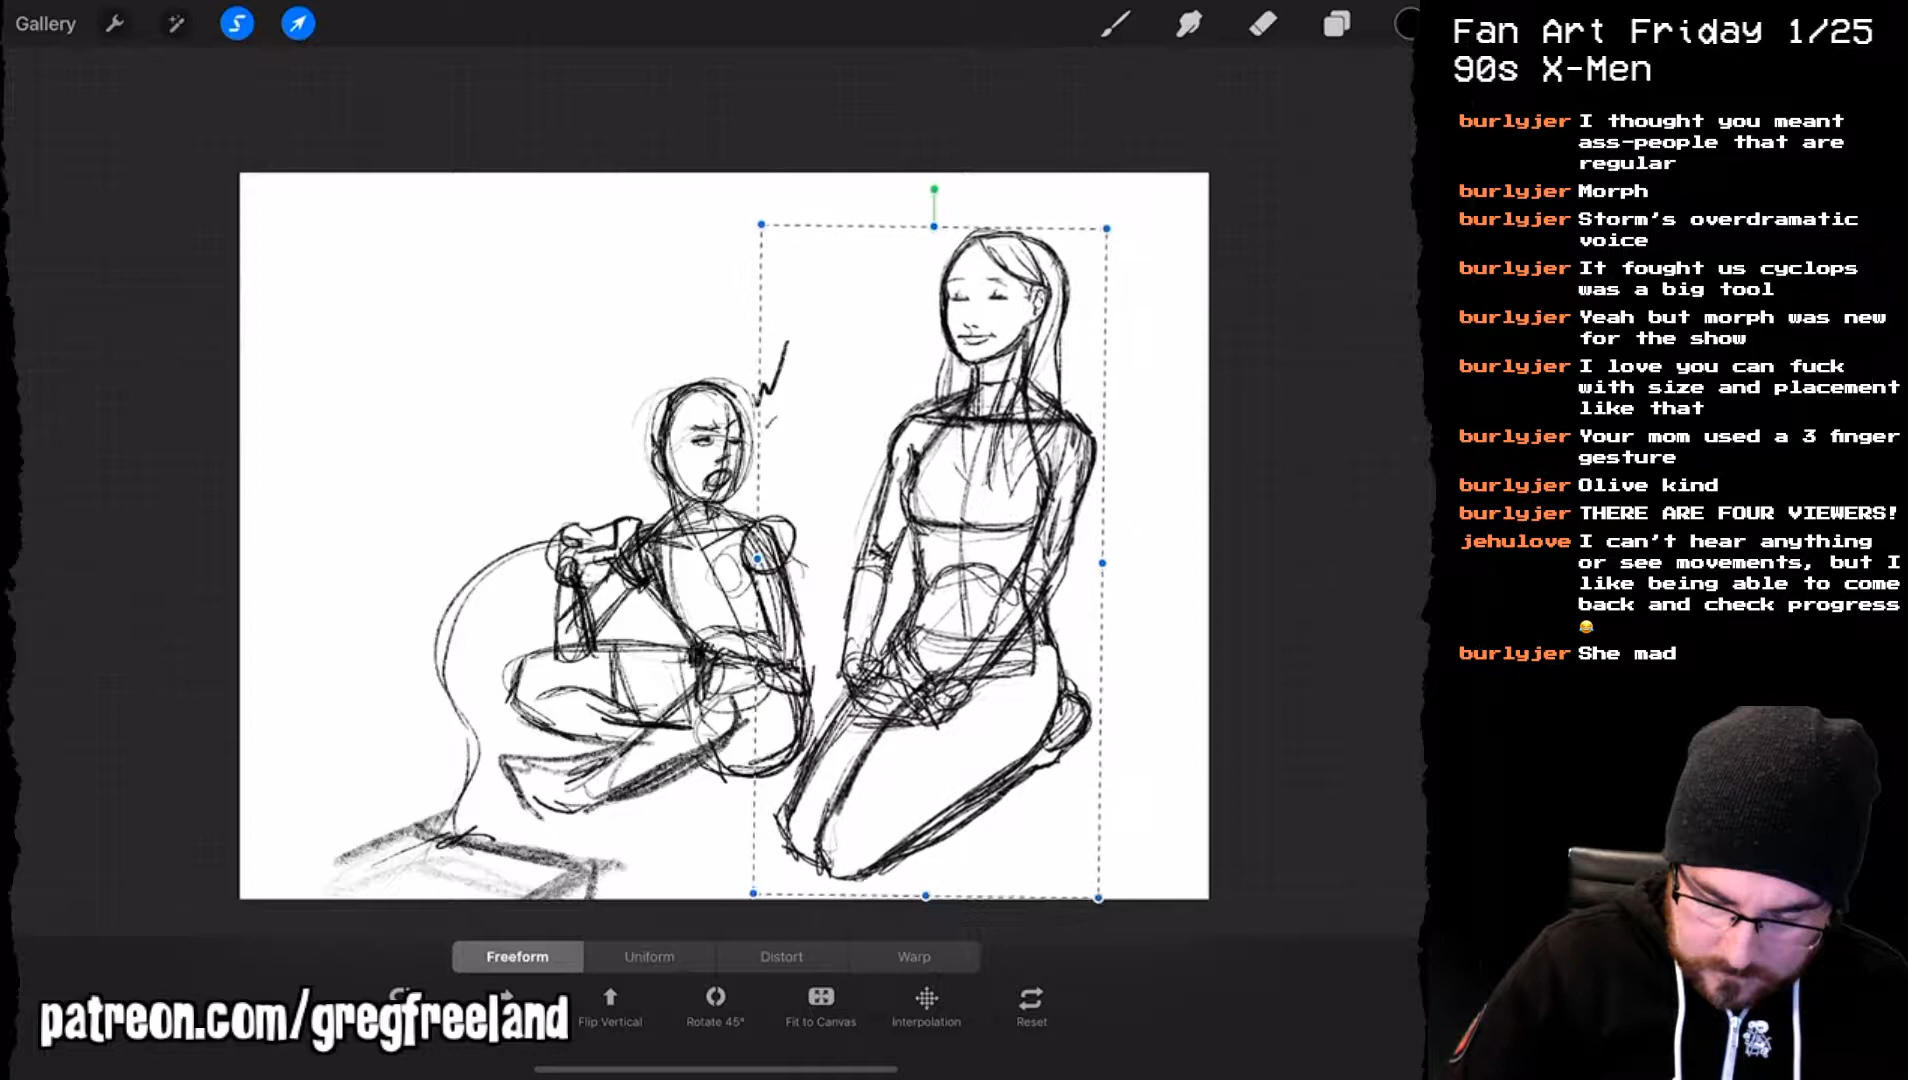 Gallery
Fan Art Friday 1/25
90s X-Men
burlyjer I thought you meant
ass-people that are
regular
burlyjer Morph
burlyjer Storm's overdramatic
voice
burlyjer It fought us cyclops
was a big tool
burlyjer Yeah but morph was new
for the show
burlyjer I love you can fuck
with size and placement
like that
burlyjer Your mom used a 3 finger
gesture
burlyjer Olive kind
burlyjer THERE ARE FOUR VIEWERS!
jehulove I can't hear anything
or see movements, but I
like being able to come
back and check progress
😂
burlyjer She mad
Freeform Uniform Distort Warp
Flip Vertical Rotate 45° Fit to Canvas Interpolation Reset
patreon.com/gregfreeland